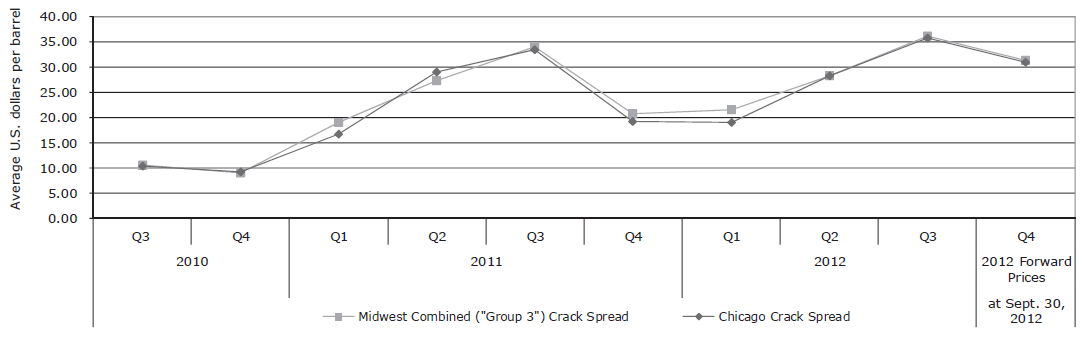 Average U.S. dollars per barrel
40.00
35.00
30.00
25.00
20.00
15.00
10.00
5.00
0.00
Q3 Q4 Q1 Q2 Q3 Q4 Q1 Q2 Q3 Q4
2010 2011 2012 2012 Forward
Prices
at Sept. 30,
2012
Midwest Combined ("Group 3") Crack Spread Chicago Crack Spread